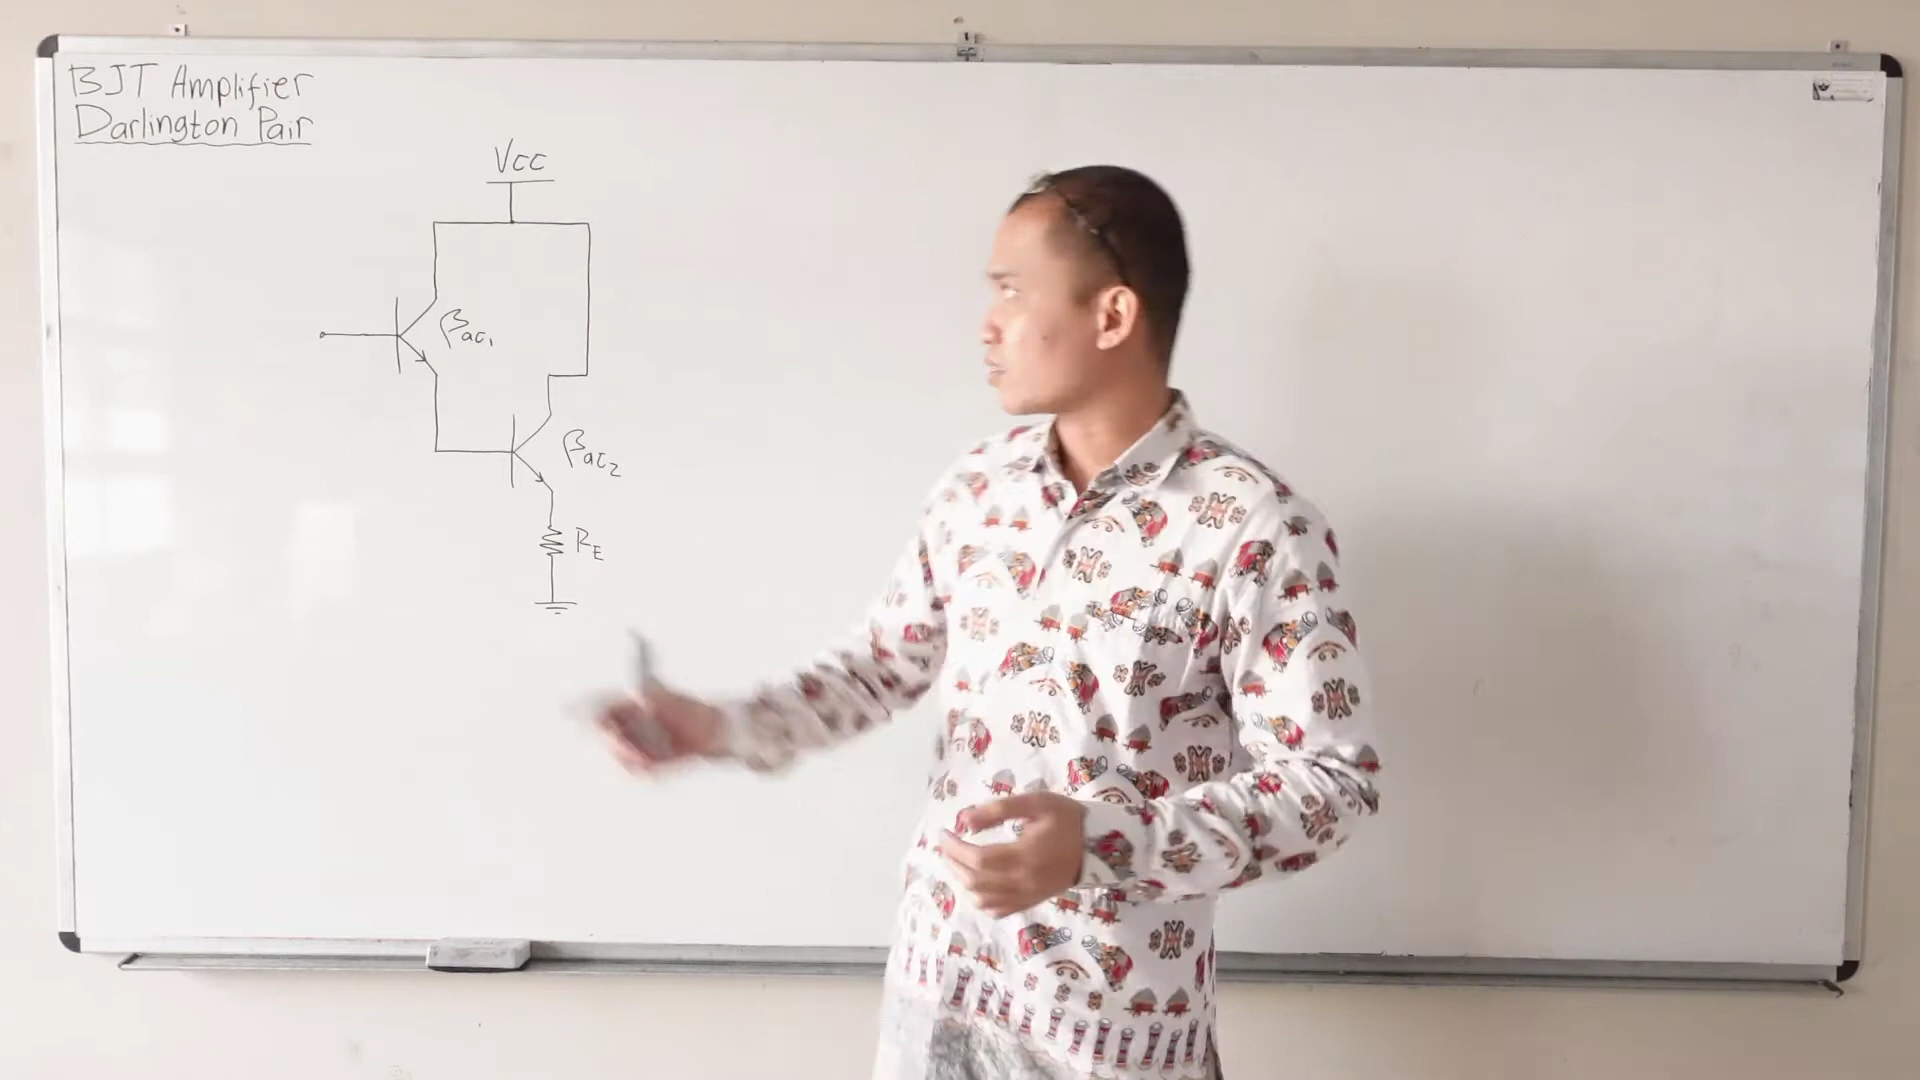 BJT Amplifier
Darlington Pair
VCC
βac₁
βac₂
RE